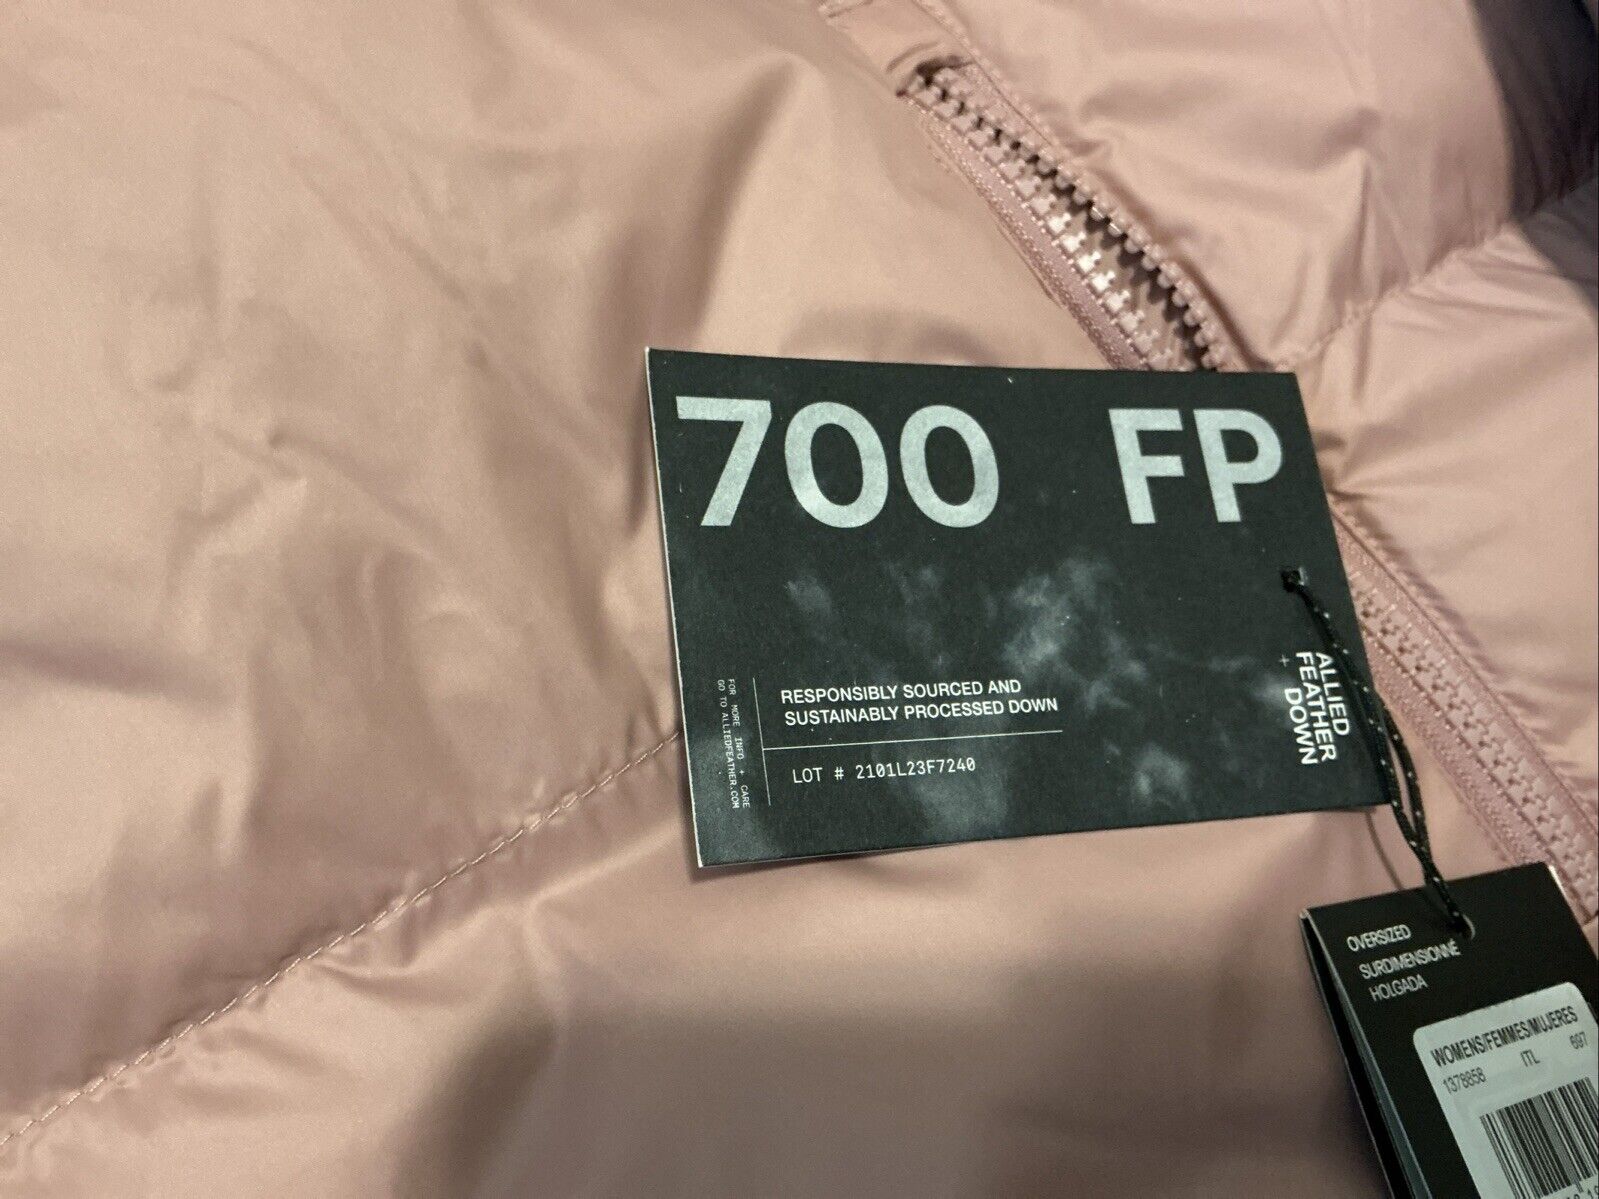 700 FP
RESPONSIBLY SOURCED AND
SUSTAINABLY PROCESSED DOWN
LOT # 2101L23F7240
FOR MORE INFO + CARE
GO TO ALLIEDFEATHER.COM
ALLIED
FEATHER
+ DOWN
OVERSIZED
SURDIMENSIONNÉ
HOLGADA
WOMENS/FEMMES/MUJERES
1378858 ITL 697